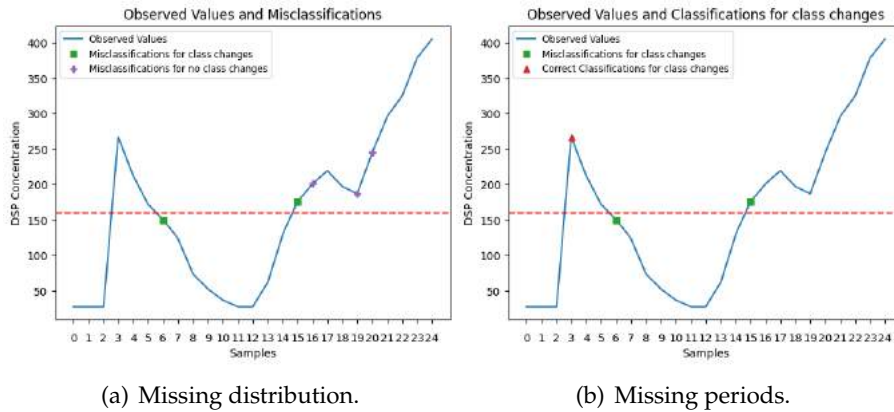 Observed Values and Misclassifications
Observed Values
Misclassifications for class changes
Misclassifications for no class changes
DSP Concentration
400
350
300
250
200
150
100
50
0 1 2 3 4 5 6 7 8 9 10 11 12 13 14 15 16 17 18 19 20 21 22 23 24
Samples
(a) Missing distribution.
Observed Values and Classifications for class changes
Observed Values
Misclassifications for class changes
Correct Classifications for class changes
DSP Concentration
400
350
300
250
200
150
100
50
0 1 2 3 4 5 6 7 8 9 10 11 12 13 14 15 16 17 18 19 20 21 22 23 24
Samples
(b) Missing periods.